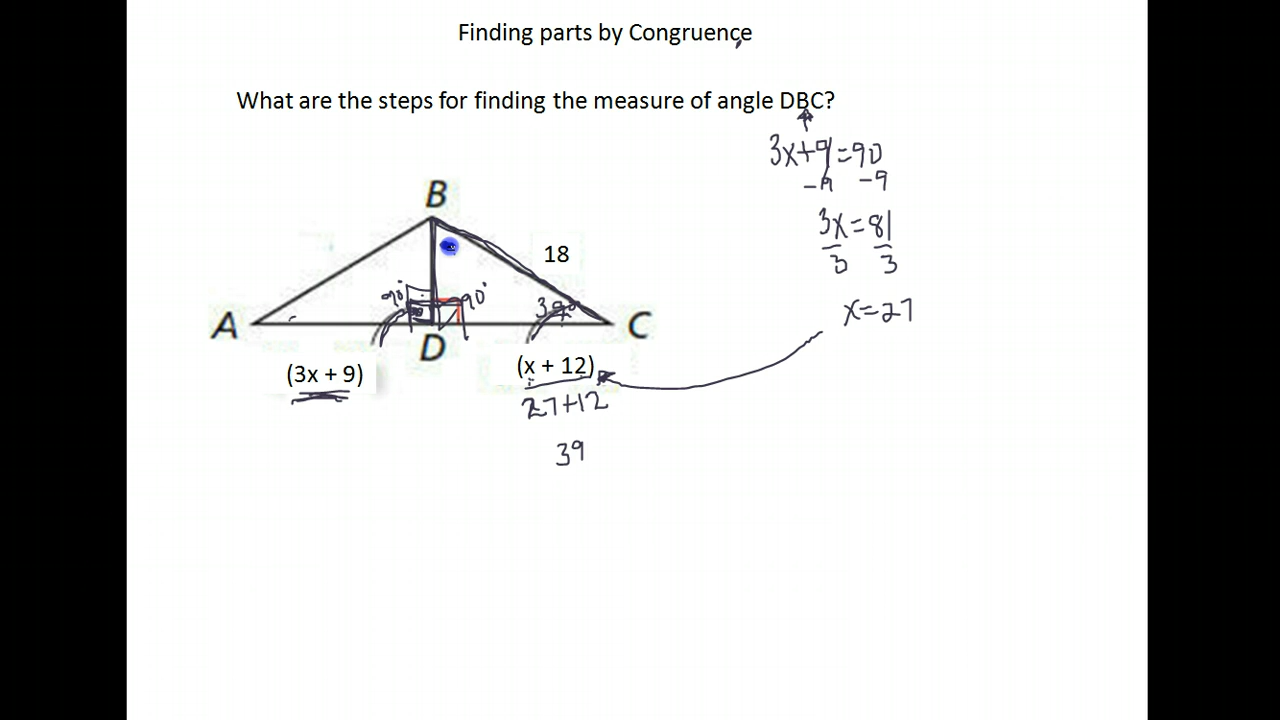 Finding parts by Congruence
What are the steps for finding the measure of angle DBC?
3x+9=90
-9 -9
3x=81
3 3
x=27
B
18
90° 90°
39°
A
D
C
(3x + 9)
(x + 12)
27+12
39